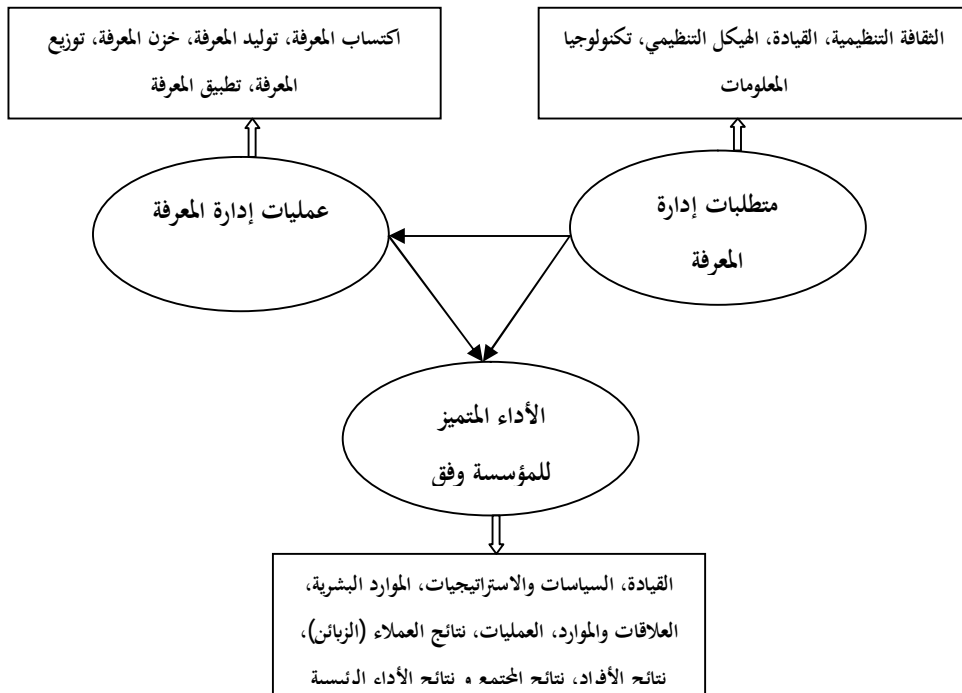 الثقافة التنظيمية، القيادة، الهيكل التنظيمي، تكنولوجيا
المعلومات
اكتساب المعرفة، توليد المعرفة، خزن المعرفة، توزيع
المعرفة، تطبيق المعرفة
متطلبات إدارة
المعرفة
عمليات إدارة المعرفة
الأداء المتميز
للمؤسسة وفق
القيادة، السياسات والاستراتيجيات، الموارد البشرية،
العلاقات والموارد، العمليات، نتائج العملاء (الزبائن)،
نتائج الأفراد، نتائج المجتمع و نتائج الأداء الرئيسية